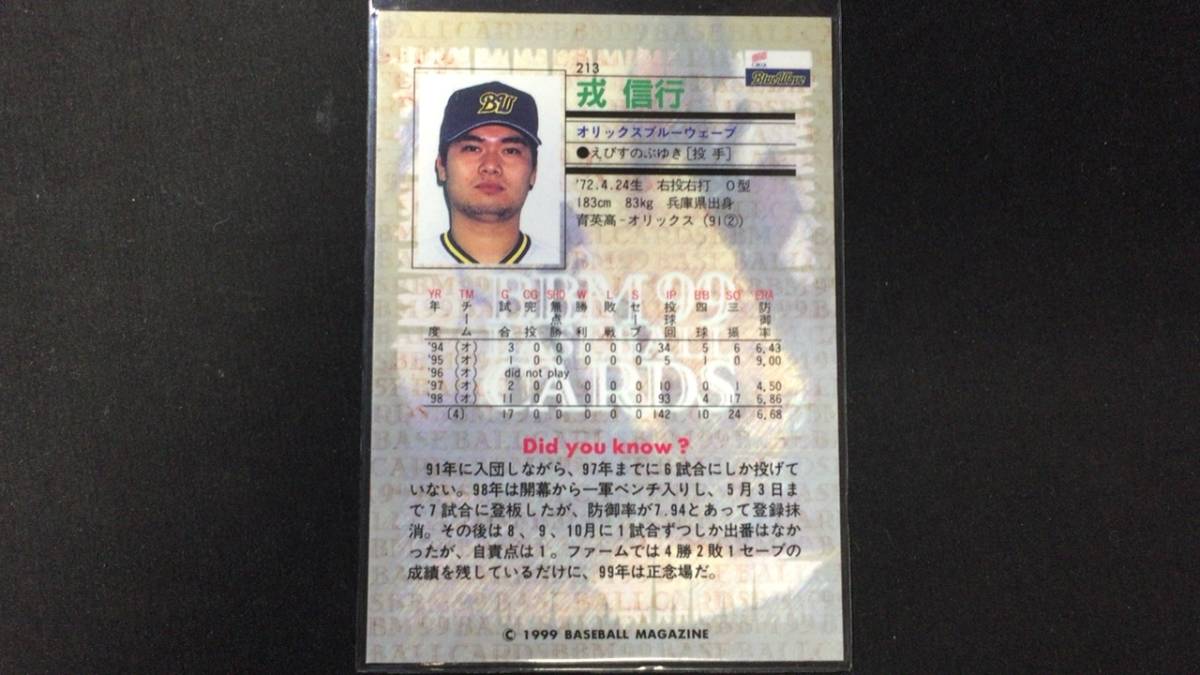 213
戎 信行
BlueWave
BW
オリックスブルーウェーブ
●えびすのぶゆき[投 手]
'72.4.24生 右投右打 O型
183cm 83kg 兵庫県出身
育英高-オリックス (91②)
BBM 99
BASEBALL
CARDS
YR TM G CG SHO W L S IP BB SO ERA
年度 チーム 試合 完投 無点勝 勝利 敗戦 セーブ 投球回 四球 三振 防御率
'94 (オ) 3 0 0 0 0 0 34 5 6 6.43
'95 (オ) 1 0 0 0 0 0 5 1 0 9.00
'96 (オ) did not play
'97 (オ) 2 0 0 0 0 0 10 0 1 4.50
'98 (オ) 11 0 0 0 0 0 93 4 17 6.86
(4) 17 0 0 0 0 0 142 10 24 6.68
Did you know?
91年に入団しながら、97年までに6試合にしか投げて
いない。98年は開幕から一軍ベンチ入りし、5月3日ま
で7試合に登板したが、防御率が7.94とあって登録抹
消。その後は8、9、10月に1試合ずつしか出番はなか
ったが、自責点は1。ファームでは4勝2敗1セーブの
成績を残しているだけに、99年は正念場だ。
© 1999 BASEBALL MAGAZINE